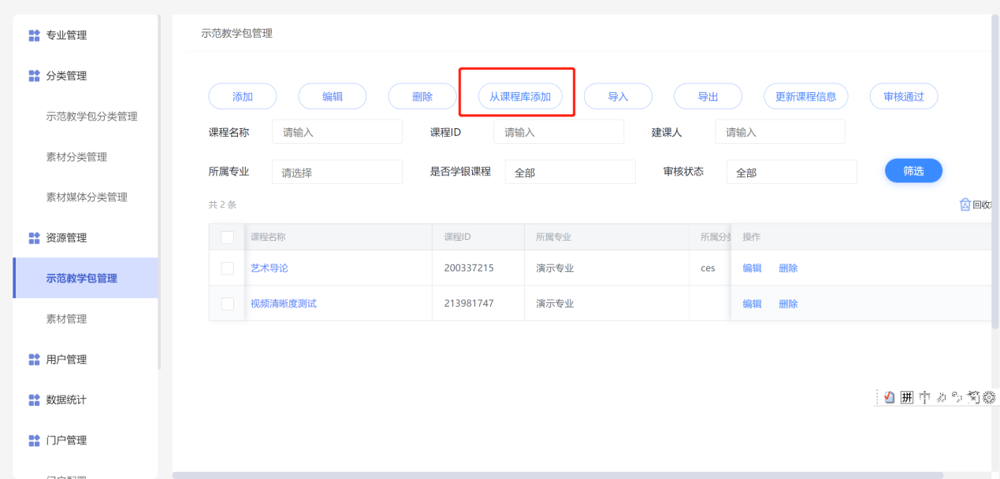 专业管理
分类管理
示范教学包分类管理
素材分类管理
素材媒体分类管理
资源管理
示范教学包管理
素材管理
用户管理
数据统计
门户管理
示范教学包管理
添加 编辑 删除 从课程库添加 导入 导出 更新课程信息 审核通过
课程名称 请输入 课程ID 请输入 建课人 请输入
所属专业 请选择 是否学银课程 全部 审核状态 全部 筛选
共 2 条 回收
课程名称 课程ID 所属专业 所属分 操作
艺术导论 200337215 演示专业 ces 编辑 删除
视频清晰度测试 213981747 演示专业 编辑 删除
拼